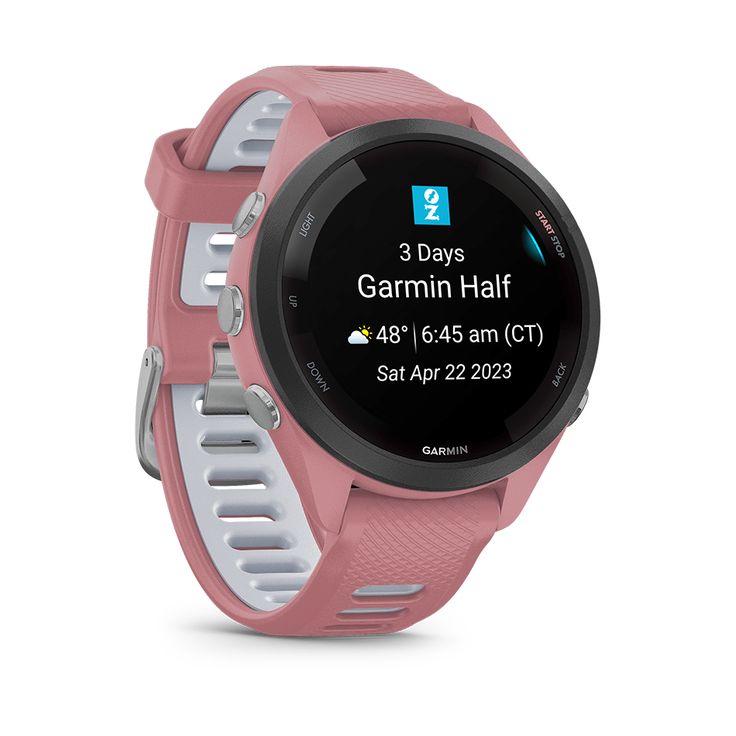 LIGHT
UP
DOWN
START STOP
BACK
OZ
3 Days
Garmin Half
48° | 6:45 am (CT)
Sat Apr 22 2023
GARMIN